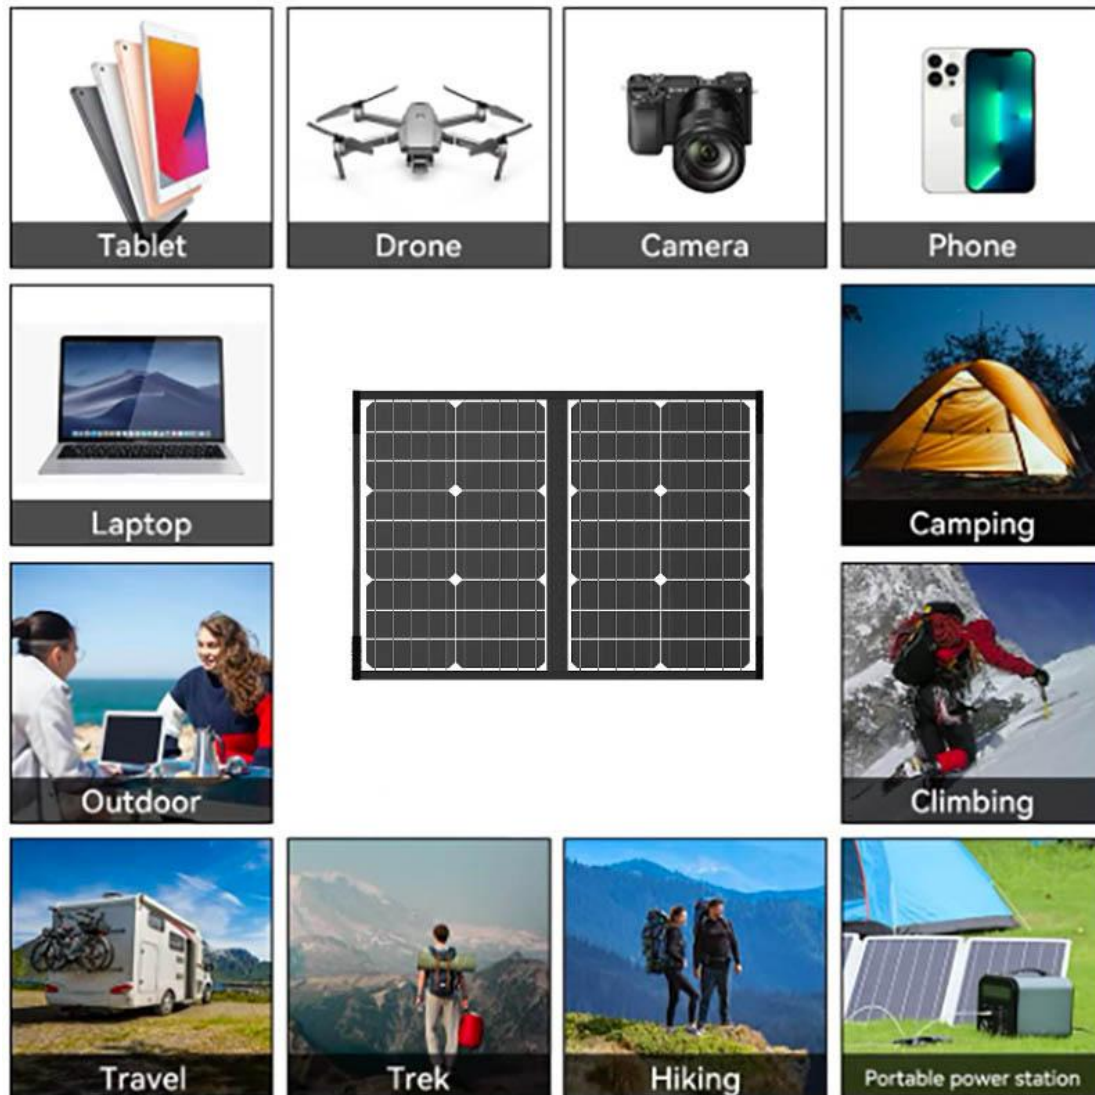 Tablet
Drone
Camera
Phone
Laptop
Camping
Outdoor
Climbing
Travel
Trek
Hiking
Portable power station